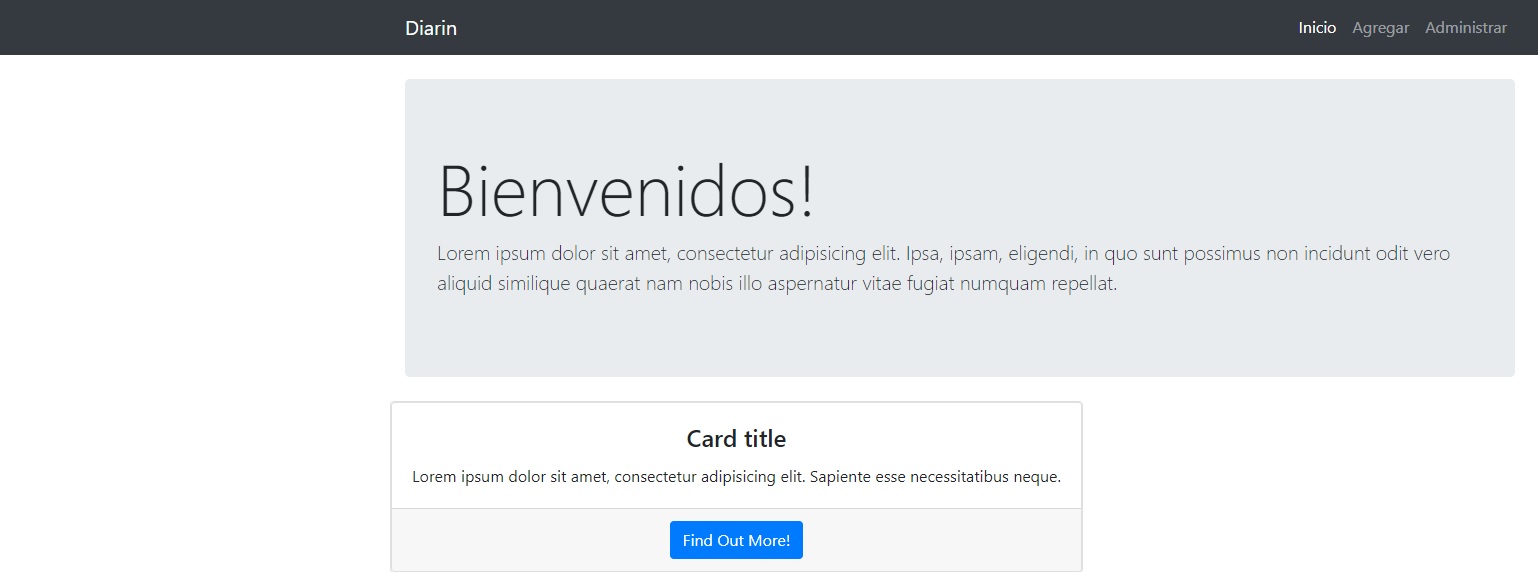 Diarin
Inicio Agregar Administrar
Bienvenidos!
Lorem ipsum dolor sit amet, consectetur adipisicing elit. Ipsa, ipsam, eligendi, in quo sunt possimus non incidunt odit vero
aliquid similique quaerat nam nobis illo aspernatur vitae fugiat numquam repellat.
Card title
Lorem ipsum dolor sit amet, consectetur adipisicing elit. Sapiente esse necessitatibus neque.
Find Out More!